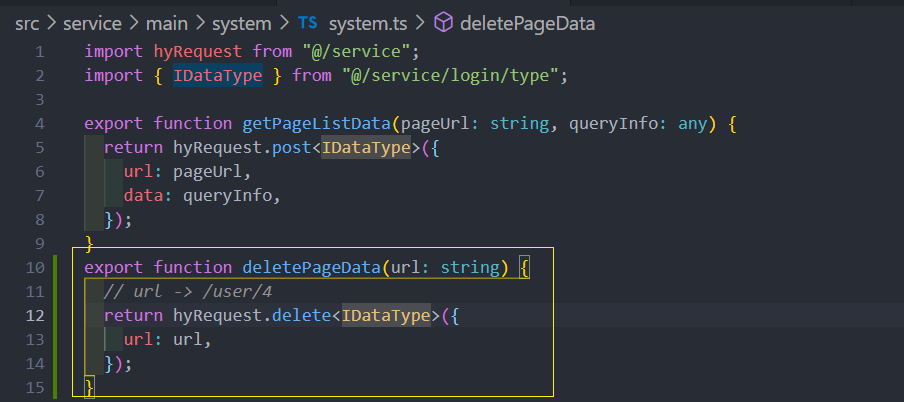 src > service > main > system > TS system.ts > deletePageData
1 import hyRequest from "@/service";
2 import { IDataType } from "@/service/login/type";
3
4 export function getPageListData(pageUrl: string, queryInfo: any) {
5 return hyRequest.post<IDataType>({
6 url: pageUrl,
7 data: queryInfo,
8 });
9 }
10 export function deletePageData(url: string) {
11 // url -> /user/4
12 return hyRequest.delete<IDataType>({
13 url: url,
14 });
15 }